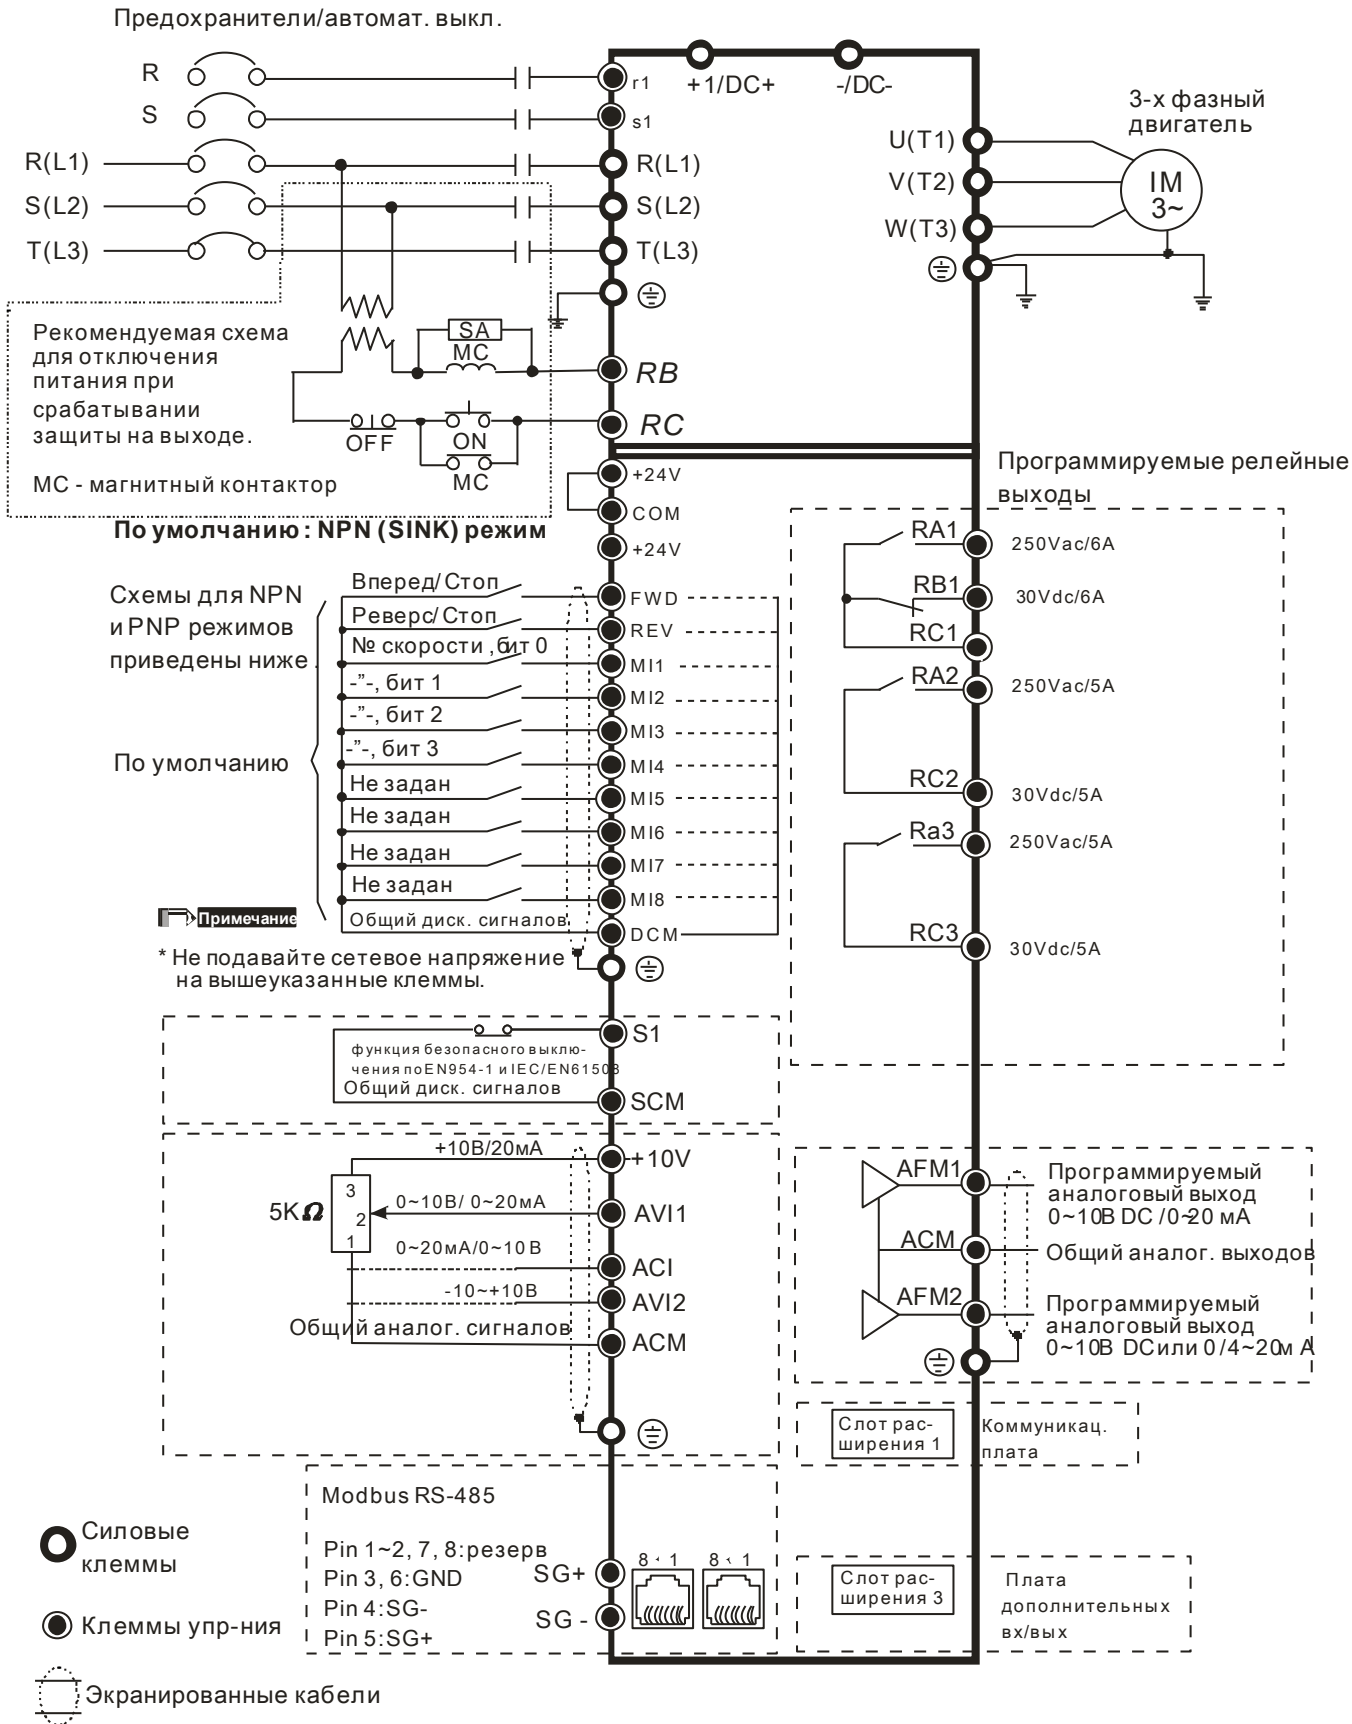 Предохранители/автомат. выкл.
R
S
R(L1)
S(L2)
T(L3)
r1
s1
R(L1)
S(L2)
T(L3)
+1/DC+
-/DC-
U(T1)
V(T2)
W(T3)
3-х фазный
двигатель
IM
3~
Рекомендуемая схема
для отключения
питания при
срабатывании
защиты на выходе.
МС - магнитный контактор
SA
MC
OFF
ON
MC
RB
RC
+24V
COM
+24V
По умолчанию: NPN (SINK) режим
Схемы для NPN
и PNP режимов
приведены ниже.
По умолчанию
Вперед/Стоп
FWD
Реверс/Стоп
REV
№ скорости, бит 0
MI1
-”-, бит 1
MI2
-”-, бит 2
MI3
-”-, бит 3
MI4
Не задан
MI5
Не задан
MI6
Не задан
MI7
Не задан
MI8
Общий диск. сигналов
DCM
Примечание
* Не подавайте сетевое напряжение
на вышеуказанные клеммы.
Программируемые релейные
выходы
RA1
250Vac/6A
RB1
30Vdc/6A
RC1
RA2
250Vac/5A
RC2
30Vdc/5A
Ra3
250Vac/5A
RC3
30Vdc/5A
S1
функция безопасного выклю-
чения по EN954-1 и IEC/EN61508
Общий диск. сигналов
SCM
+10В/20мА
+10V
5K Ω
3
2
1
0~10В/ 0~20мА
AVI1
0~20мА/0~10В
ACI
-10~+10В
AVI2
Общий аналог. сигналов
ACM
AFM1
Программируемый
аналоговый выход
0~10В DC /0~20 мА
ACM
Общий аналог. выходов
AFM2
Программируемый
аналоговый выход
0~10В DC или 0/4~20м А
Слот рас-
ширения 1
Коммуникац.
плата
Modbus RS-485
Pin 1~2, 7, 8:резерв
Pin 3, 6:GND
Pin 4:SG-
Pin 5:SG+
SG+
SG -
8 1
8 1
Слот рас-
ширения 3
Плата
дополнительных
вх/вых
Силовые
клеммы
Клеммы упр-ния
Экранированные кабели